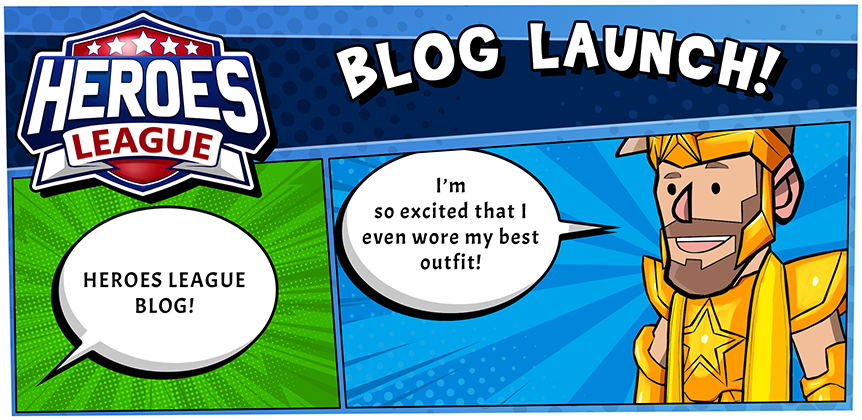 HEROES
LEAGUE
BLOG LAUNCH!
HEROES LEAGUE
BLOG!
I'm
so excited that I
even wore my best
outfit!